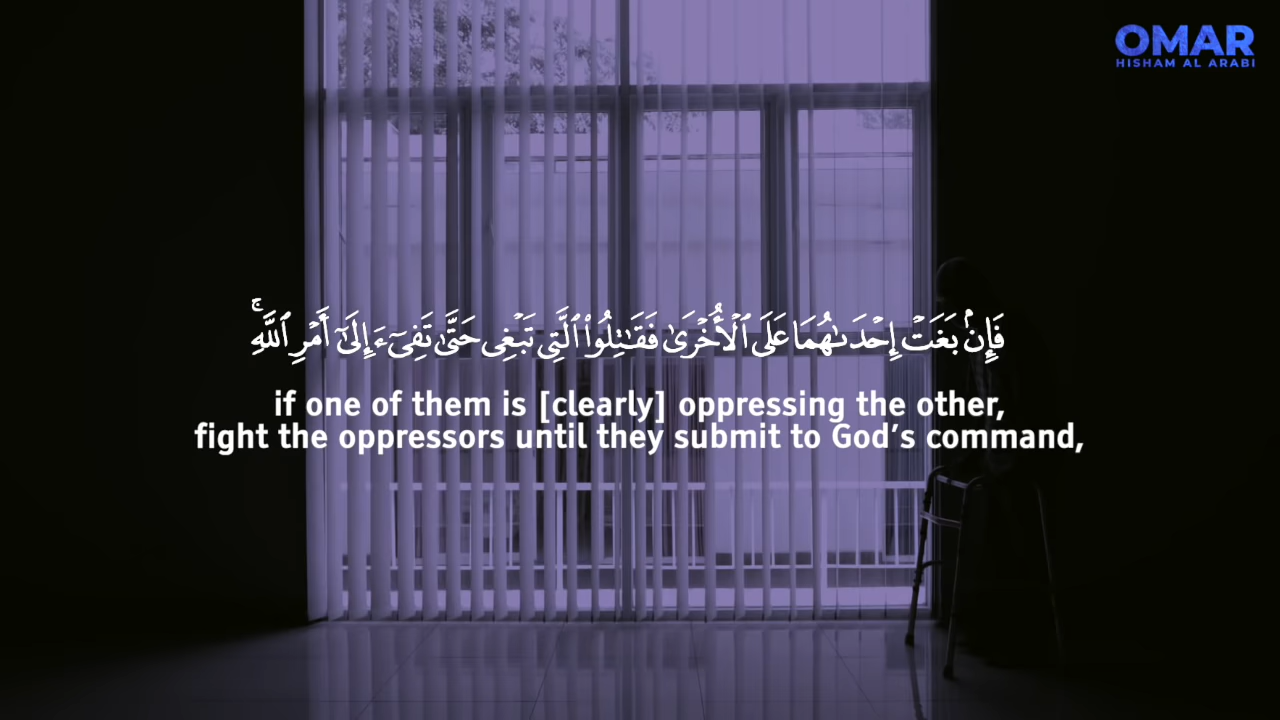 OMAR
HISHAM AL ARABI
فَإِنۢ بَغَتْ إِحْدَىٰهُمَا عَلَى ٱلْأُخْرَىٰ فَقَـٰتِلُوا۟ ٱلَّتِى تَبْغِى حَتَّىٰ تَفِىٓءَ إِلَىٰٓ أَمْرِ ٱللَّهِ ۚ
if one of them is [clearly] oppressing the other,
fight the oppressors until they submit to God’s command,